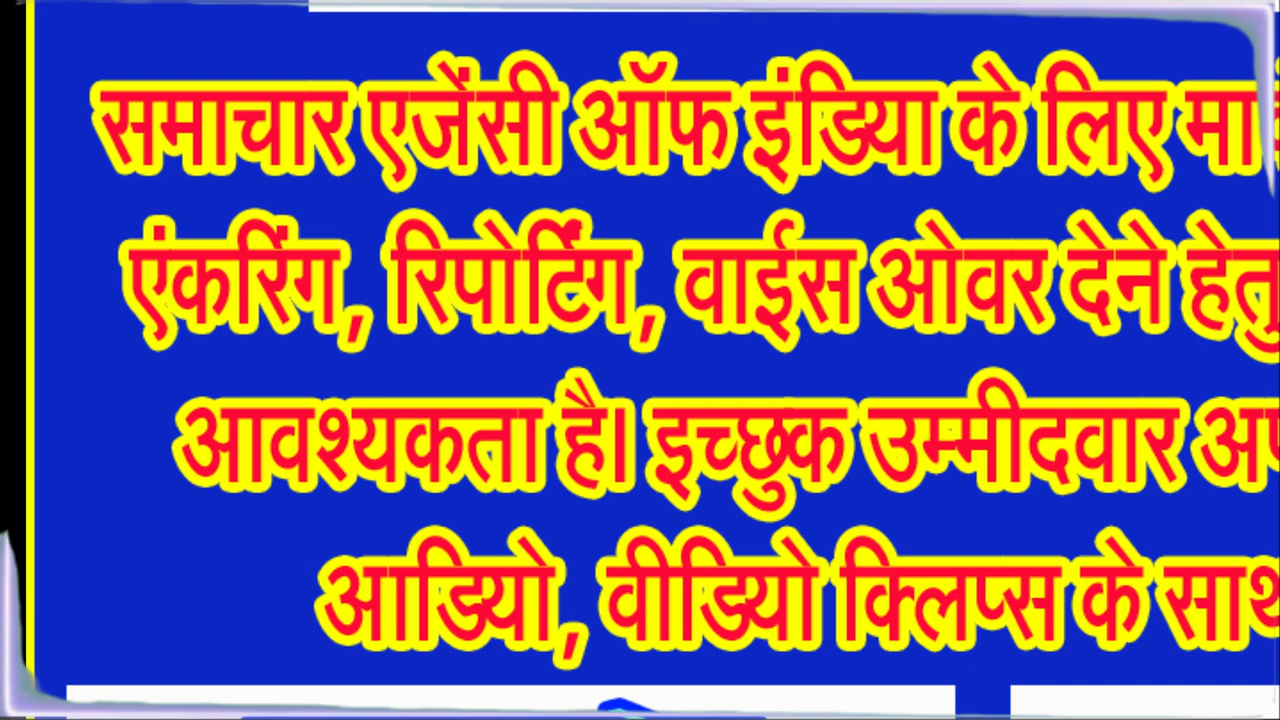 समाचार एजेंसी ऑफ इंडिया के लिए
एंकरिंग, रिपोर्टिंग, वाईस ओवर देने हेतु
आवश्यकता है। इच्छुक उम्मीदवार
आडियो, वीडियो क्लिप्स के साथ